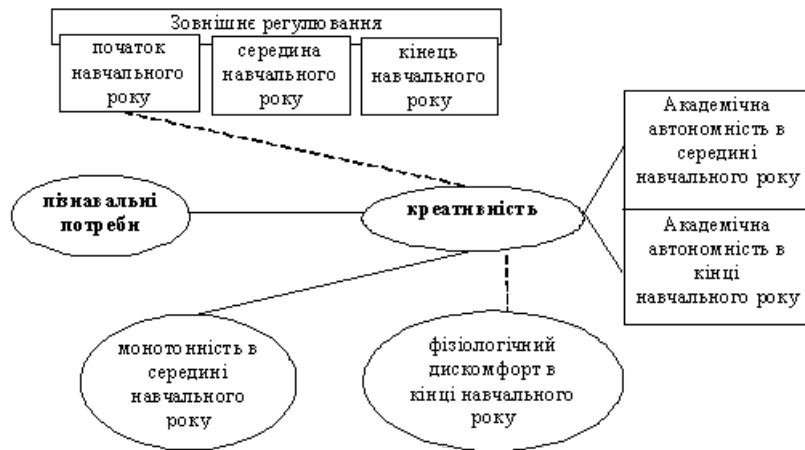 Зовнішнє регулювання
початок
навчального
року
середина
навчального
року
кінець
навчального
року
Академічна
автономність в
середині
навчального року
пізнавальні
потреби
креативність
Академічна
автономність в
кінці
навчального року
монотонність в
середині
навчального
року
фізіологічний
дискомфорт в
кінці навчального
року